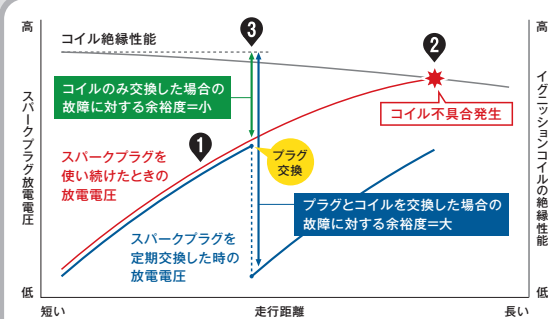 高
高
コイル絶縁性能
3
2
コイルのみ交換した場合の
故障に対する余裕度=小
コイル不具合発生
1
プラグ
交換
スパークプラグを
使い続けたときの
放電電圧
プラグとコイルを交換した場合の
故障に対する余裕度=大
スパークプラグを
定期交換した時の
放電電圧
スパークプラグ放電電圧
イグニッションコイルの絶縁性能
低
低
短い
走行距離
長い